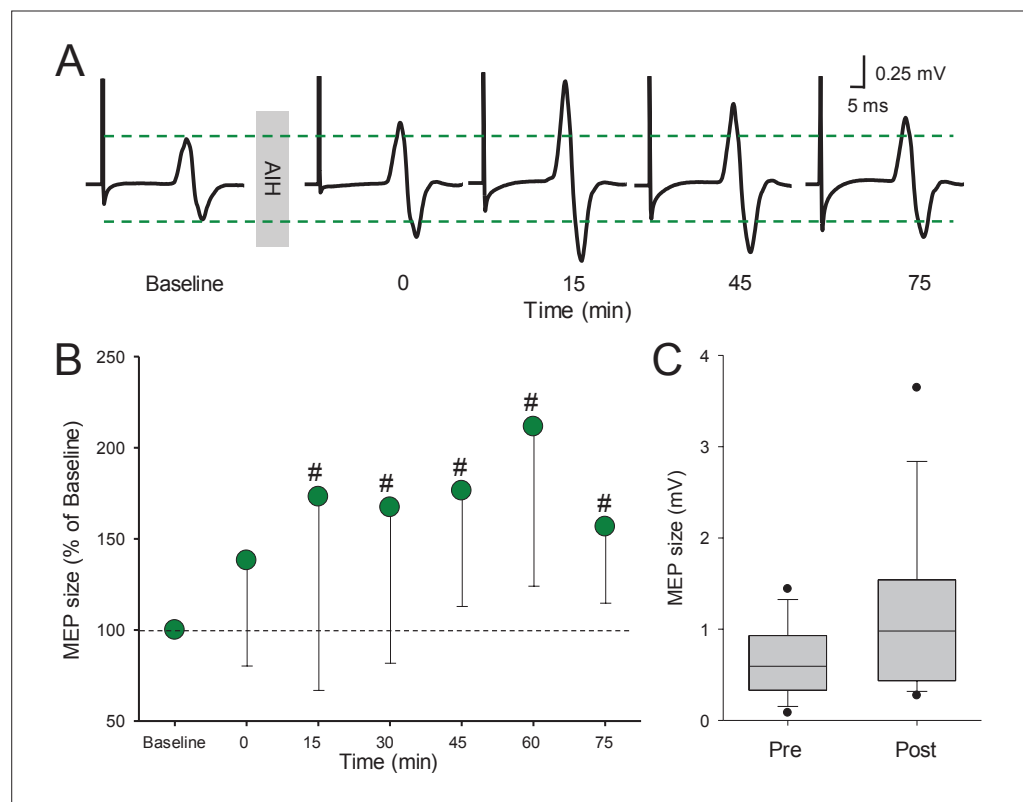 A
0.25 mV
5 ms
AIH
Baseline
0
15
45
75
Time (min)
B
MEP size (% of Baseline)
250
200
150
100
50
#
#
#
#
#
Baseline
0
15
30
45
60
75
Time (min)
C
MEP size (mV)
4
3
2
1
0
Pre
Post